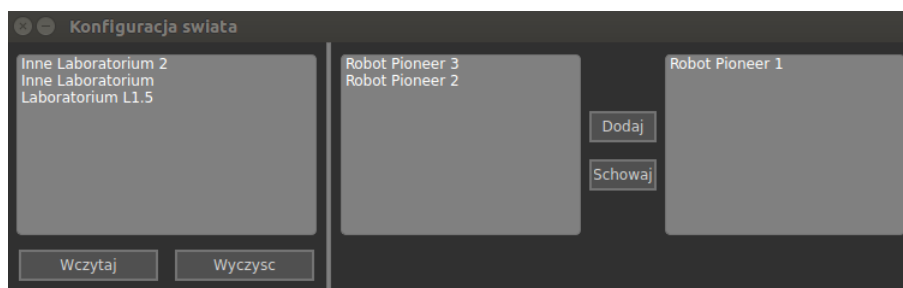 Konfiguracja swiata
Inne Laboratorium 2
Inne Laboratorium
Laboratorium L1.5
Wczytaj
Wyczysc
Robot Pioneer 3
Robot Pioneer 2
Dodaj
Schowaj
Robot Pioneer 1